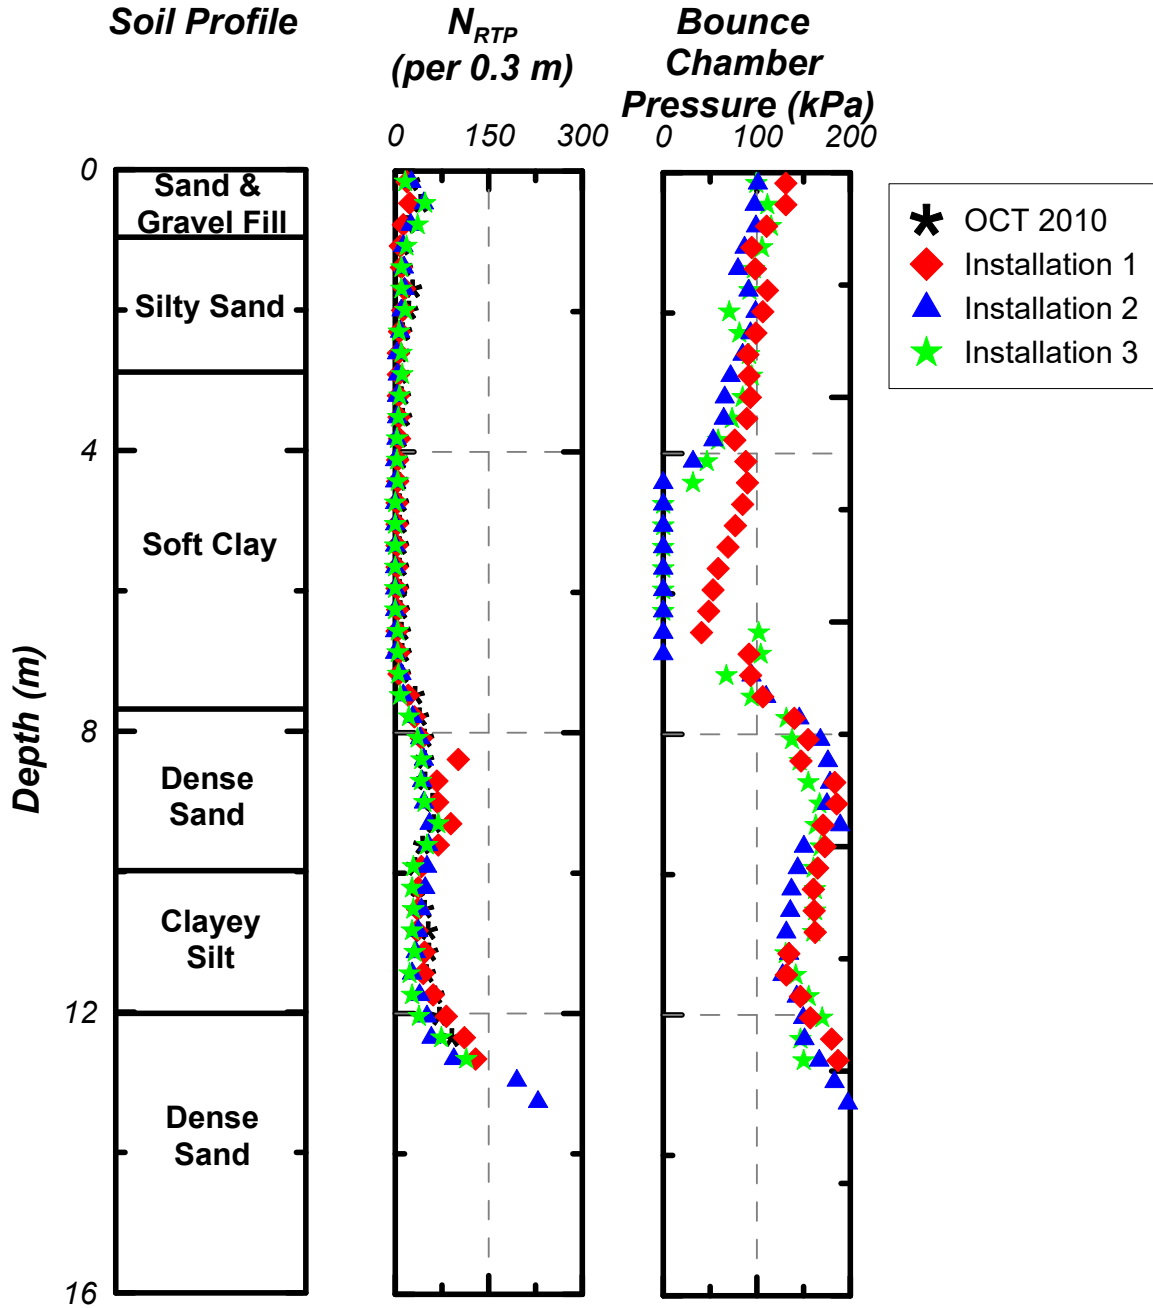 Soil Profile
N_RTP
(per 0.3 m)
Bounce
Chamber
Pressure (kPa)
0 150 300
0 100 200
0
4
8
12
16
Depth (m)
Sand &
Gravel Fill
Silty Sand
Soft Clay
Dense
Sand
Clayey
Silt
Dense
Sand
OCT 2010
Installation 1
Installation 2
Installation 3